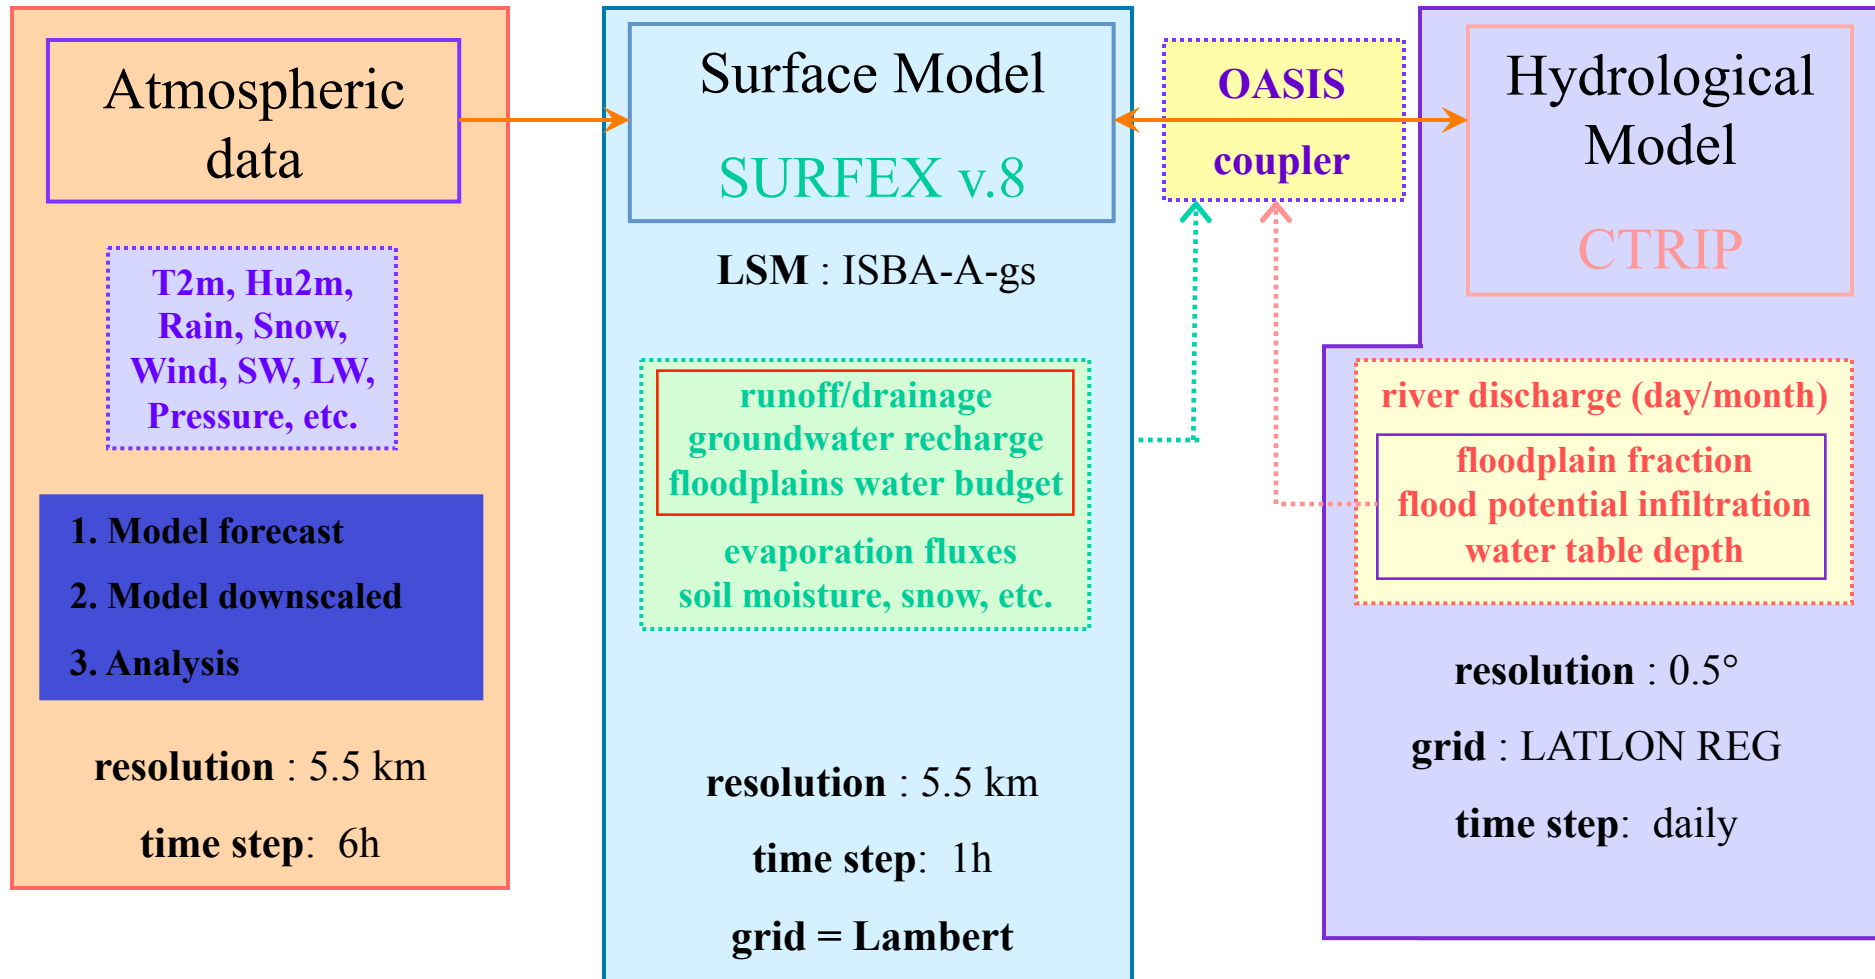 Atmospheric
data
T2m, Hu2m,
Rain, Snow,
Wind, SW, LW,
Pressure, etc.
1. Model forecast
2. Model downscaled
3. Analysis
resolution : 5.5 km
time step: 6h
Surface Model
SURFEX v.8
LSM : ISBA-A-gs
runoff/drainage
groundwater recharge
floodplains water budget
evaporation fluxes
soil moisture, snow, etc.
resolution : 5.5 km
time step: 1h
grid = Lambert
OASIS
coupler
Hydrological
Model
CTRIP
river discharge (day/month)
floodplain fraction
flood potential infiltration
water table depth
resolution : 0.5°
grid : LATLON REG
time step: daily